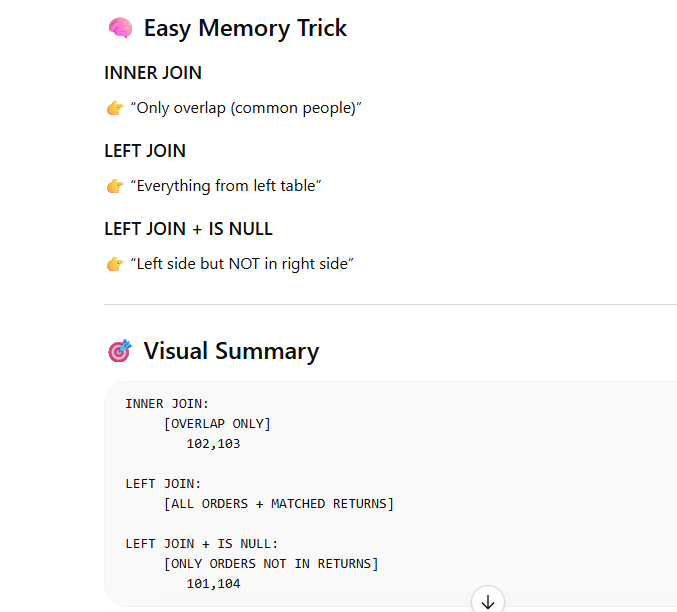 🧠 Easy Memory Trick
INNER JOIN
👉 “Only overlap (common people)”
LEFT JOIN
👉 “Everything from left table”
LEFT JOIN + IS NULL
👉 “Left side but NOT in right side”
🎯 Visual Summary
INNER JOIN:
[OVERLAP ONLY]
102,103
LEFT JOIN:
[ALL ORDERS + MATCHED RETURNS]
LEFT JOIN + IS NULL:
[ONLY ORDERS NOT IN RETURNS]
101,104